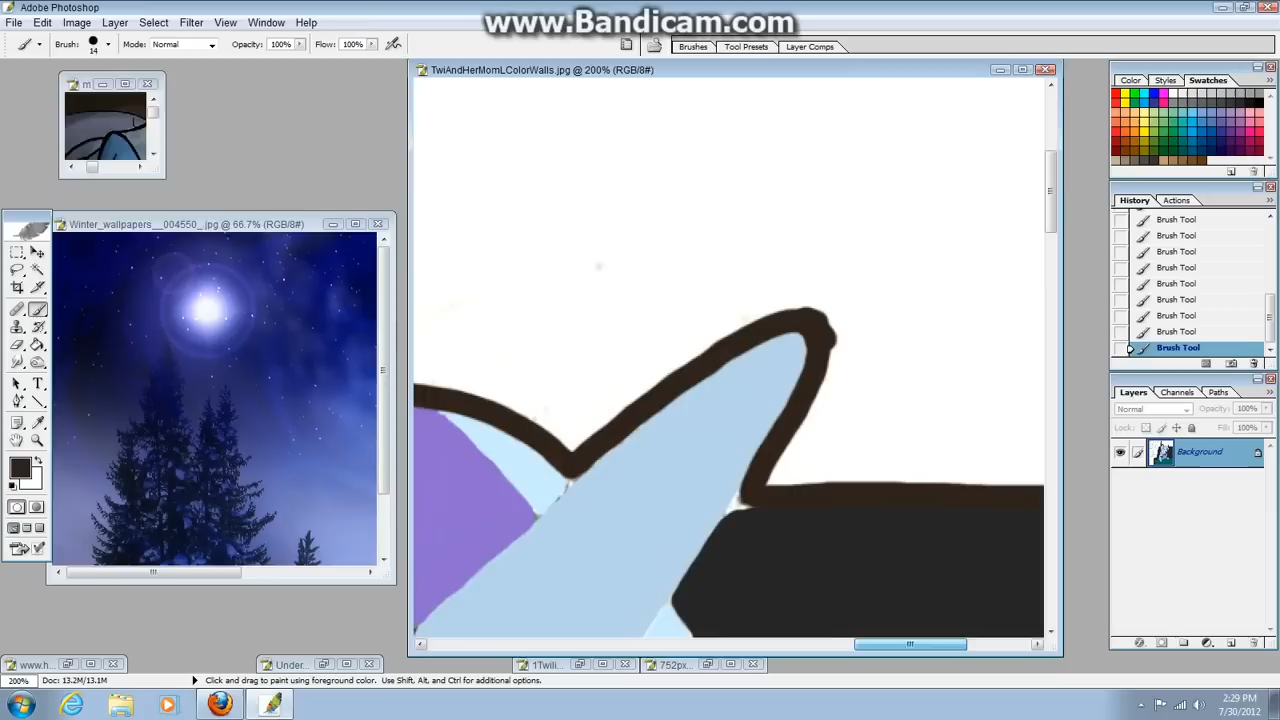 Adobe Photoshop
www.Bandicam.com
File Edit Image Layer Select Filter View Window Help
Brush: 14 Mode: Normal Opacity: 100% Flow: 100% Brushes Tool Presets Layer Comps
m
TwiAndHerMomLColorWalls.jpg @ 200% (RGB/8#)
Color Styles Swatches
Winter_wallpapers__004550_.jpg @ 66.7% (RGB/8#)
History Actions
Brush Tool
Brush Tool
Brush Tool
Brush Tool
Brush Tool
Brush Tool
Brush Tool
Brush Tool
Brush Tool
Layers Channels Paths
Normal Opacity: 100%
Lock: Fill: 100%
Background
www.h
Under
1Twili
752px
200% Doc: 13.2M/13.1M Click and drag to paint using foreground color. Use Shift, Alt, and Ctrl for additional options.
2:29 PM
7/30/2012